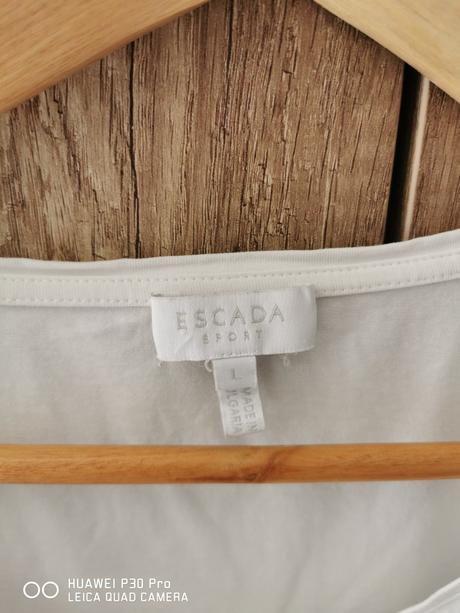 ESCADA
SPORT
L
MADE IN
BULGARIA
HUAWEI P30 Pro
LEICA QUAD CAMERA